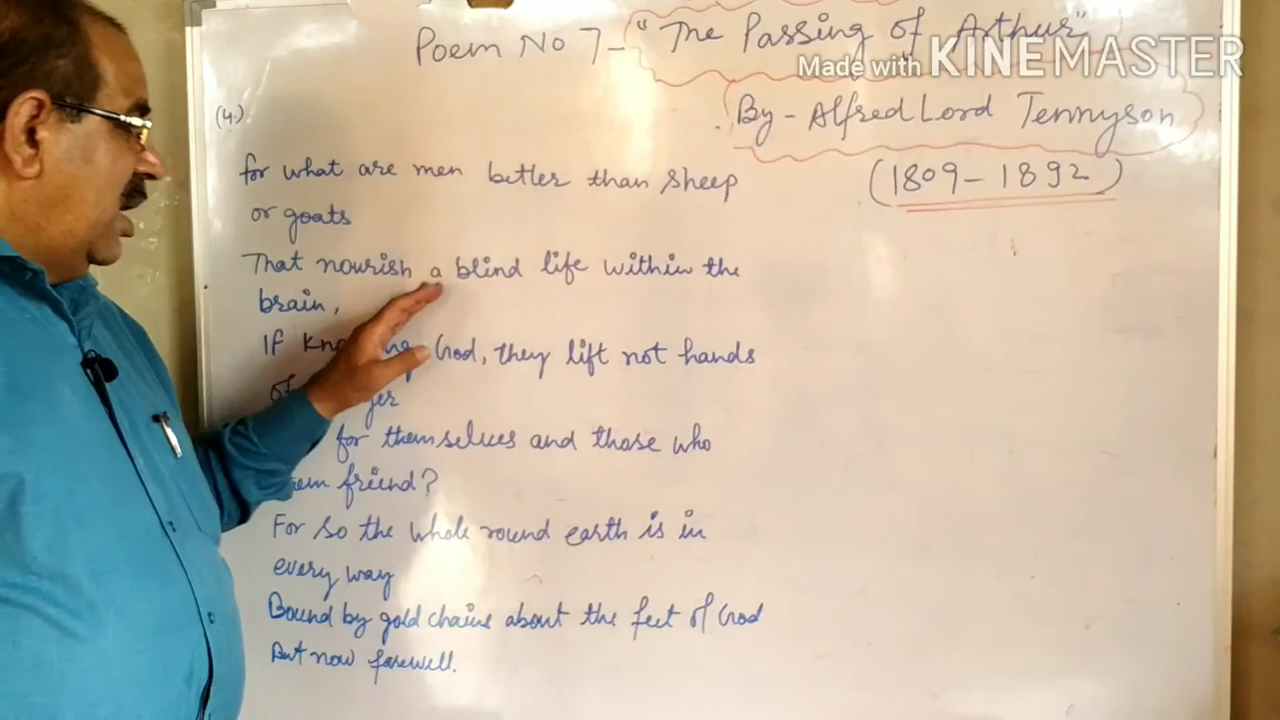 Poem No 7- "The Passing of Arthur"
Made with KINEMASTER
By - Alfred Lord Tennyson
(1809-1892)
(4.)
for what are men better than sheep
or goats
That nourish a blind life within the
brain,
If God, they lift not hands
of
for themselves and those who
friend?
For so the whole round earth is in
every way
Bound by gold chains about the feet of God
But now farewell.